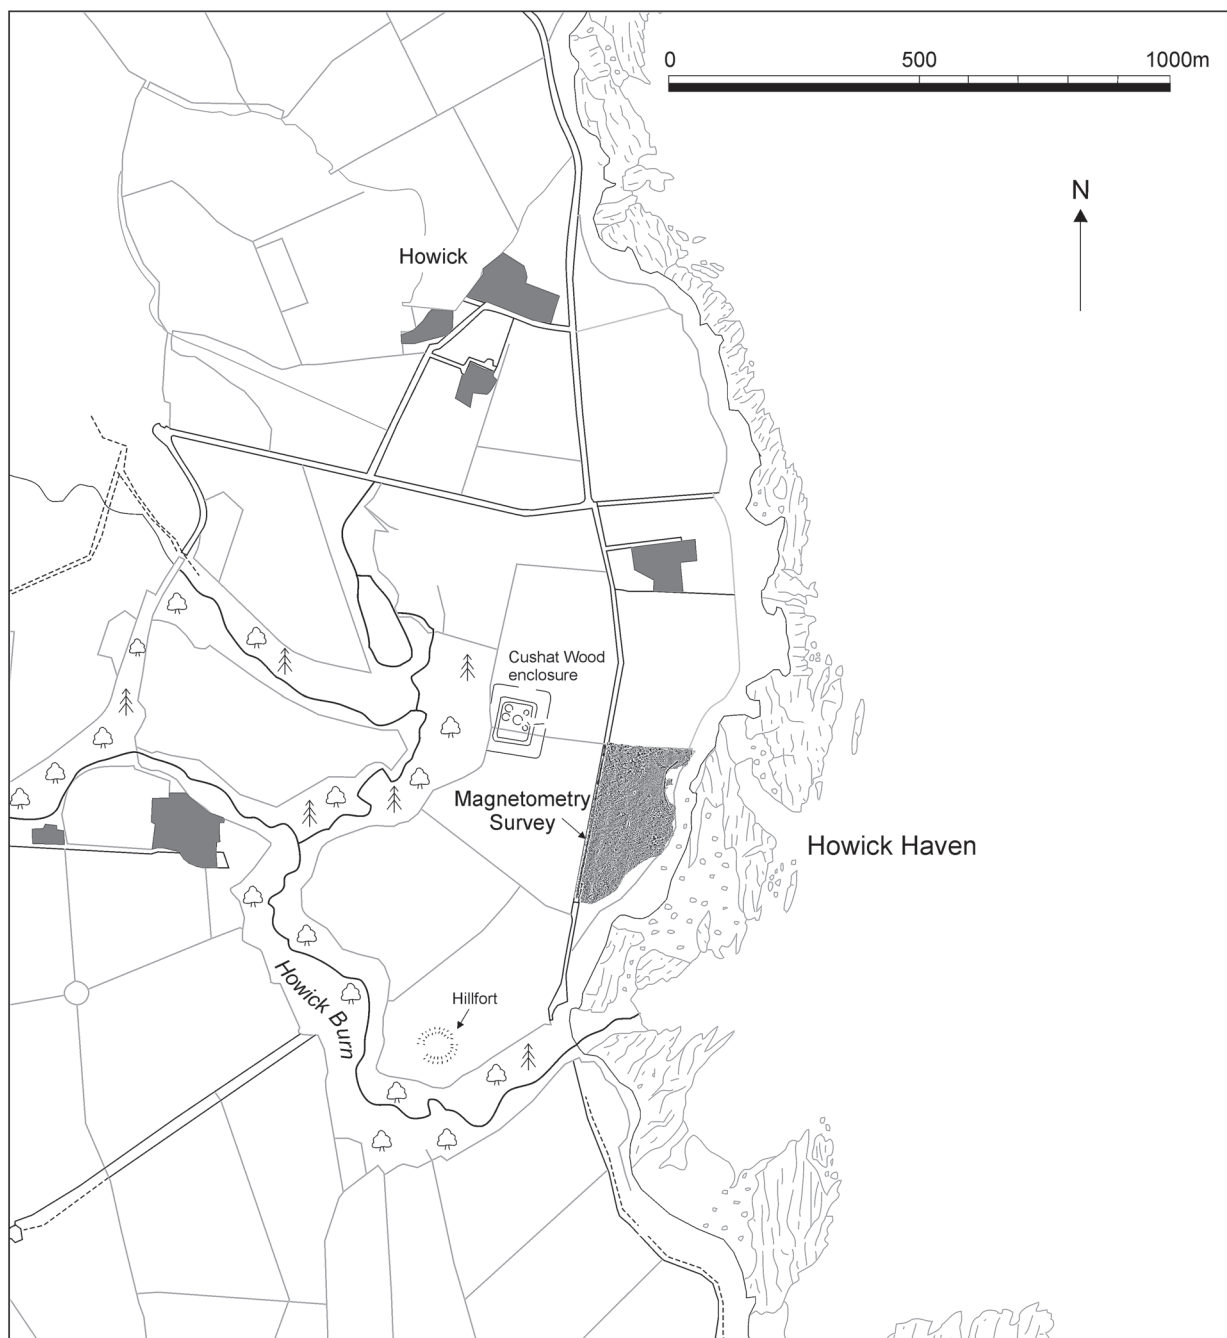 0 500 1000m
N
Howick
Cushat Wood
enclosure
Magnetometry
Survey
Howick Haven
Howick Burn
Hillfort